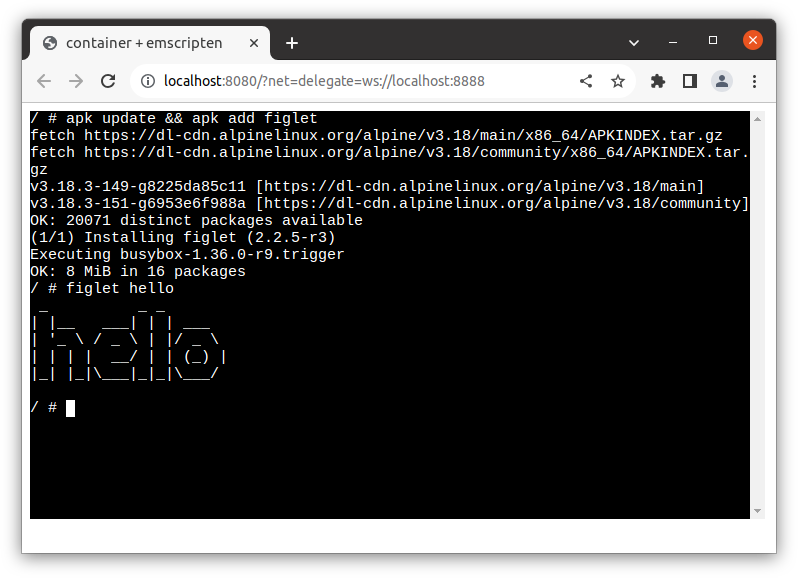 container + emscripten
localhost:8080/?net=delegate=ws://localhost:8888
/ # apk update && apk add figlet
fetch https://dl-cdn.alpinelinux.org/alpine/v3.18/main/x86_64/APKINDEX.tar.gz
fetch https://dl-cdn.alpinelinux.org/alpine/v3.18/community/x86_64/APKINDEX.tar.
gz
v3.18.3-149-g8225da85c11 [https://dl-cdn.alpinelinux.org/alpine/v3.18/main]
v3.18.3-151-g6953e6f988a [https://dl-cdn.alpinelinux.org/alpine/v3.18/community]
OK: 20071 distinct packages available
(1/1) Installing figlet (2.2.5-r3)
Executing busybox-1.36.0-r9.trigger
OK: 8 MiB in 16 packages
/ # figlet hello
 _          _ _
| |__   ___| | | ___
| '_ \ / _ \ | |/ _ \
| | | |  __/ | | (_) |
|_| |_|\___|_|_|\___/
/ #